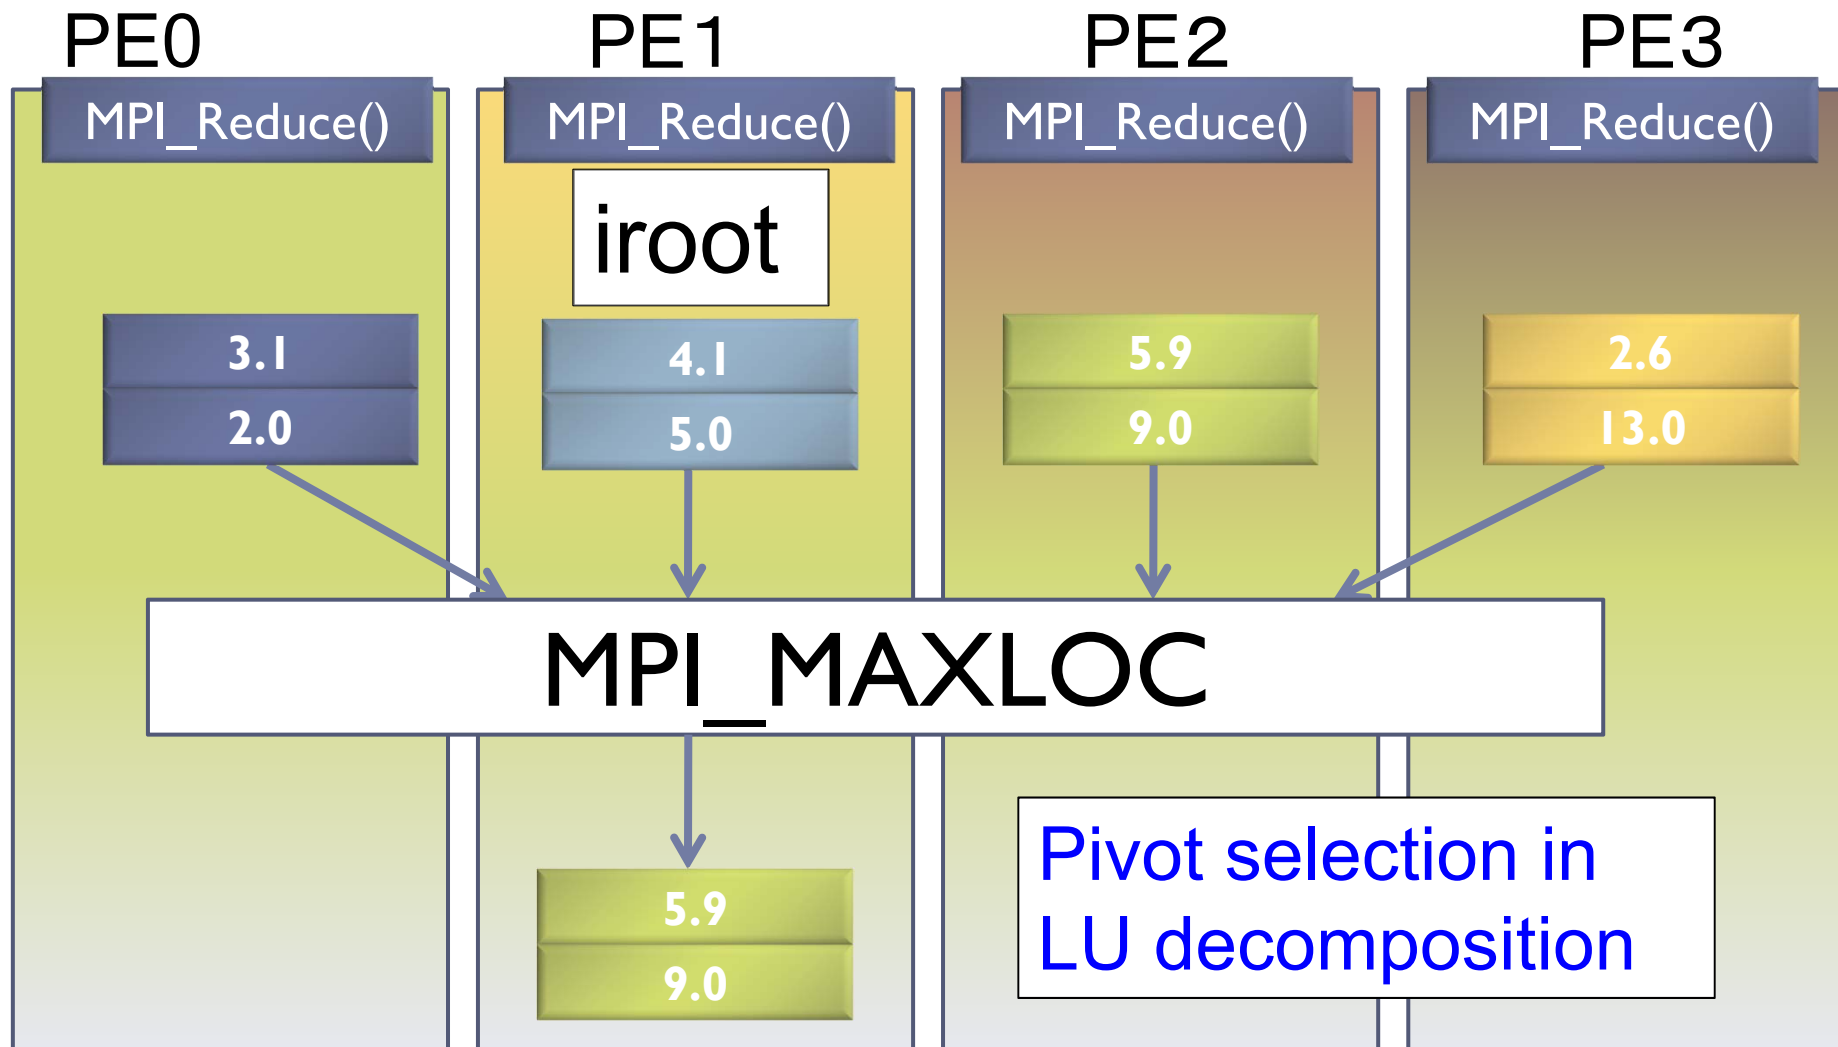 PE0 PE1 PE2 PE3
MPI_Reduce() MPI_Reduce() MPI_Reduce() MPI_Reduce()
iroot
3.1 4.1 5.9 2.6
2.0 5.0 9.0 13.0
MPI_MAXLOC
Pivot selection in
LU decomposition
5.9
9.0